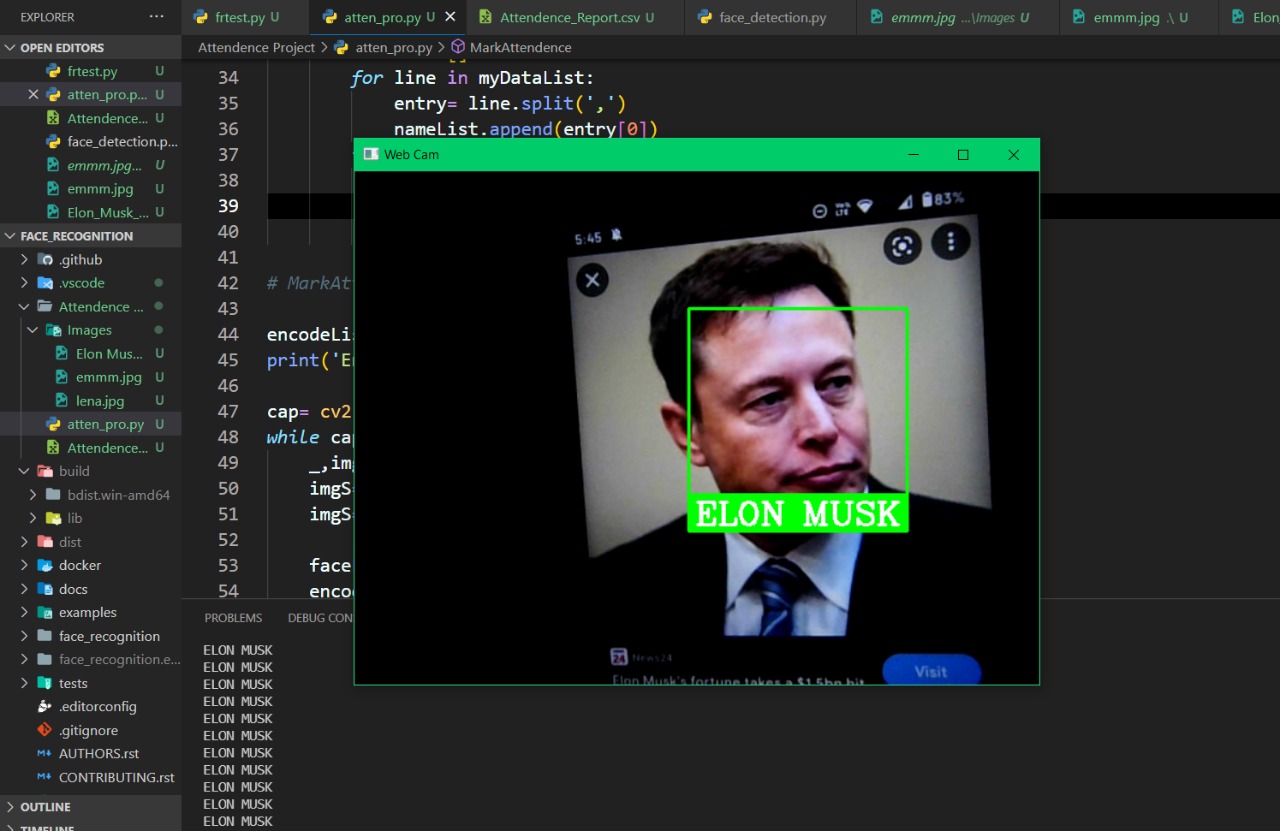 EXPLORER ···
frtest.py U
atten_pro.py U
Attendence_Report.csv U
face_detection.py
emmm.jpg ...\Images U
emmm.jpg .\ U
Elon
OPEN EDITORS
frtest.py U
atten_pro.p... U
Attendence... U
face_detection.p...
emmm.jpg... U
emmm.jpg U
Elon_Musk_... U
FACE_RECOGNITION
.github
.vscode
Attendence ...
Images
Elon Mus... U
emmm.jpg U
lena.jpg U
atten_pro.py U
Attendence... U
build
bdist.win-amd64
lib
dist
docker
docs
examples
face_recognition
face_recognition.e...
tests
.editorconfig
.gitignore
AUTHORS.rst
CONTRIBUTING.rst
OUTLINE
TIMELINE
Attendence Project > atten_pro.py > MarkAttendence
34 for line in myDataList:
35 entry= line.split(',')
36 nameList.append(entry[0])
37
38
39
40
41
42 # MarkAt
43
44 encodeLis
45 print('En
46
47 cap= cv2
48 while cap
49 _,img
50 imgS=
51 imgS=
52
53 face
54 enco
Web Cam
5:45
VoLTE
83%
ELON MUSK
24 News24
Elon Musk's fortune takes a $1.5bn hit
Visit
PROBLEMS DEBUG CON
ELON MUSK
ELON MUSK
ELON MUSK
ELON MUSK
ELON MUSK
ELON MUSK
ELON MUSK
ELON MUSK
ELON MUSK
ELON MUSK
ELON MUSK